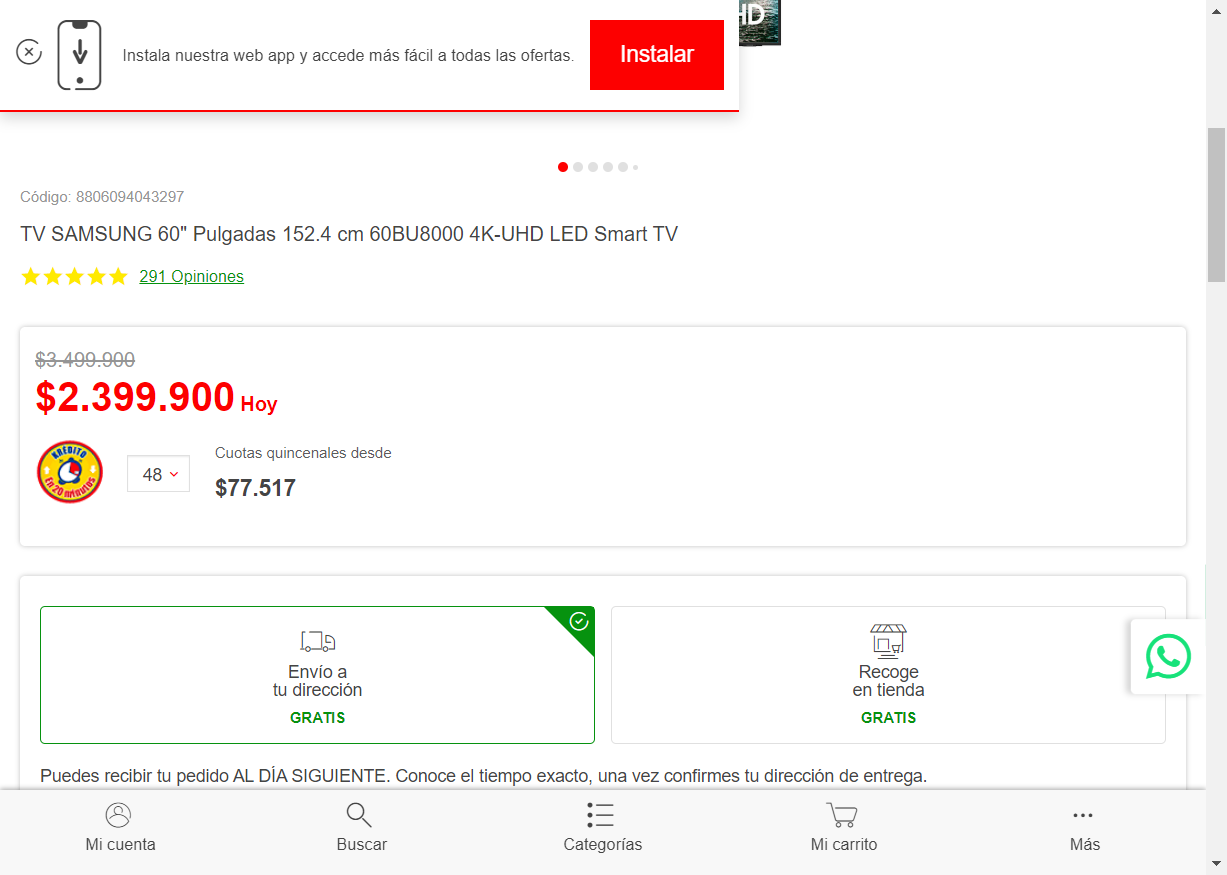 HD
Instala nuestra web app y accede más fácil a todas las ofertas.
Instalar
Código: 8806094043297
TV SAMSUNG 60" Pulgadas 152.4 cm 60BU8000 4K-UHD LED Smart TV
291 Opiniones
$3.499.900
$2.399.900 Hoy
KRÉDITO
En 20 minutos
48
Cuotas quincenales desde
$77.517
Envío a
tu dirección
GRATIS
Recoge
en tienda
GRATIS
Puedes recibir tu pedido AL DÍA SIGUIENTE. Conoce el tiempo exacto, una vez confirmes tu dirección de entrega.
Mi cuenta
Buscar
Categorías
Mi carrito
Más